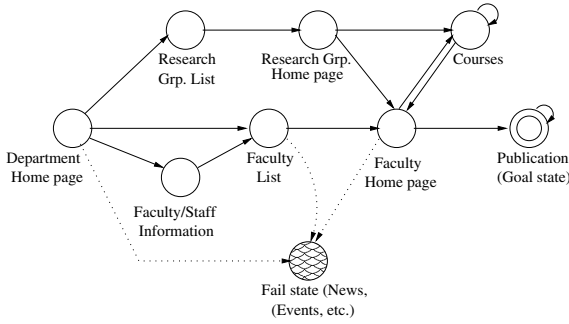 Research
Grp. List
Research Grp.
Home page
Courses
Department
Home page
Faculty
List
Faculty
Home page
Publication
(Goal state)
Faculty/Staff
Information
Fail state (News,
(Events, etc.)